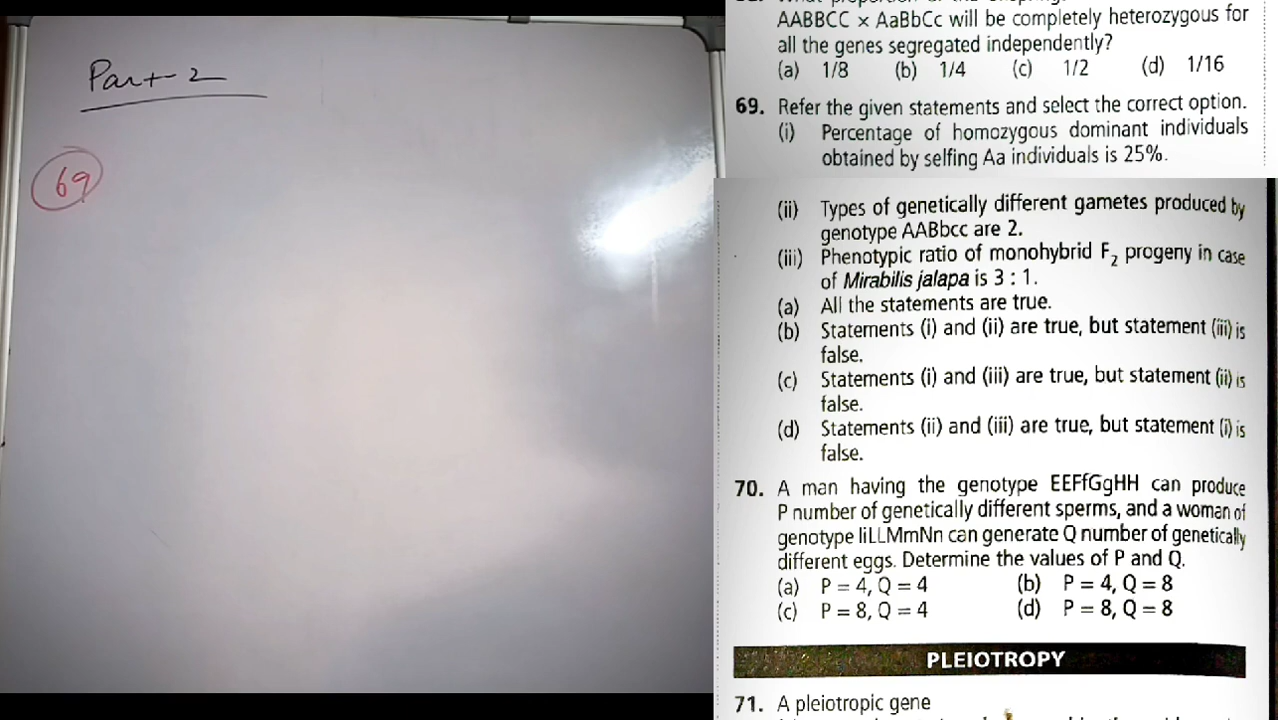 Part-2
69
AABBCC × AaBbCc will be completely heterozygous for
all the genes segregated independently?
(a) 1/8 (b) 1/4 (c) 1/2 (d) 1/16
69. Refer the given statements and select the correct option.
(i) Percentage of homozygous dominant individuals
obtained by selfing Aa individuals is 25%.
(ii) Types of genetically different gametes produced by
genotype AABbcc are 2.
(iii) Phenotypic ratio of monohybrid F₂ progeny in case
of Mirabilis jalapa is 3 : 1.
(a) All the statements are true.
(b) Statements (i) and (ii) are true, but statement (iii) is
false.
(c) Statements (i) and (iii) are true, but statement (ii) is
false.
(d) Statements (ii) and (iii) are true, but statement (i) is
false.
70. A man having the genotype EEFfGgHH can produce
P number of genetically different sperms, and a woman of
genotype IiLLMmNn can generate Q number of genetically
different eggs. Determine the values of P and Q.
(a) P = 4, Q = 4 (b) P = 4, Q = 8
(c) P = 8, Q = 4 (d) P = 8, Q = 8
PLEIOTROPY
71. A pleiotropic gene